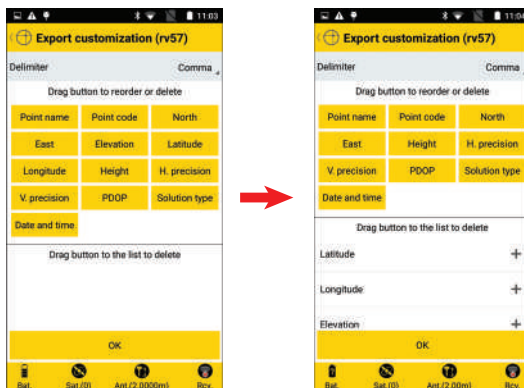 11:03
Export customization (rv57)
Delimiter Comma
Drag button to reorder or delete
Point name Point code North
East Elevation Latitude
Longitude Height H. precision
V. precision PDOP Solution type
Date and time
Drag button to the list to delete
OK
Bat. Sat.(0) Ant.(2.0000m) Rcv.
11:04
Export customization (rv57)
Delimiter Comma
Drag button to reorder or delete
Point name Point code North
East Height H. precision
V. precision PDOP Solution type
Date and time
Drag button to the list to delete
Latitude +
Longitude +
Elevation +
OK
Bat. Sat.(0) Ant.(2.00m) Rcv.